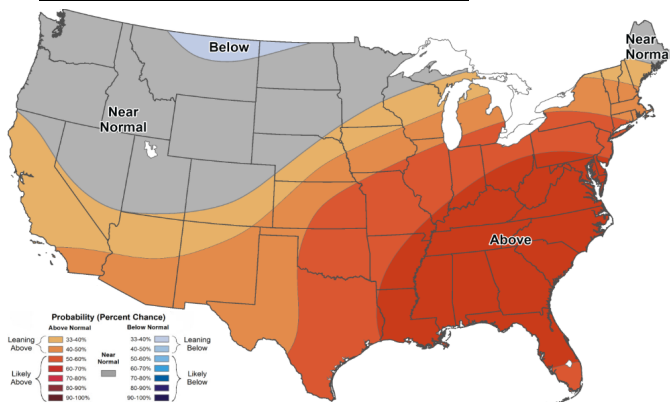 Below
Near
Norma
Near
Normal
Above
Probability (Percent Chance)
Above Normal
Below Normal
Leaning
Above
33-40%
40-50%
33-40%
40-50%
Leaning
Below
Near
Normal
Likely
Above
50-60%
60-70%
70-80%
80-90%
90-100%
50-60%
60-70%
70-80%
80-90%
90-100%
Likely
Below